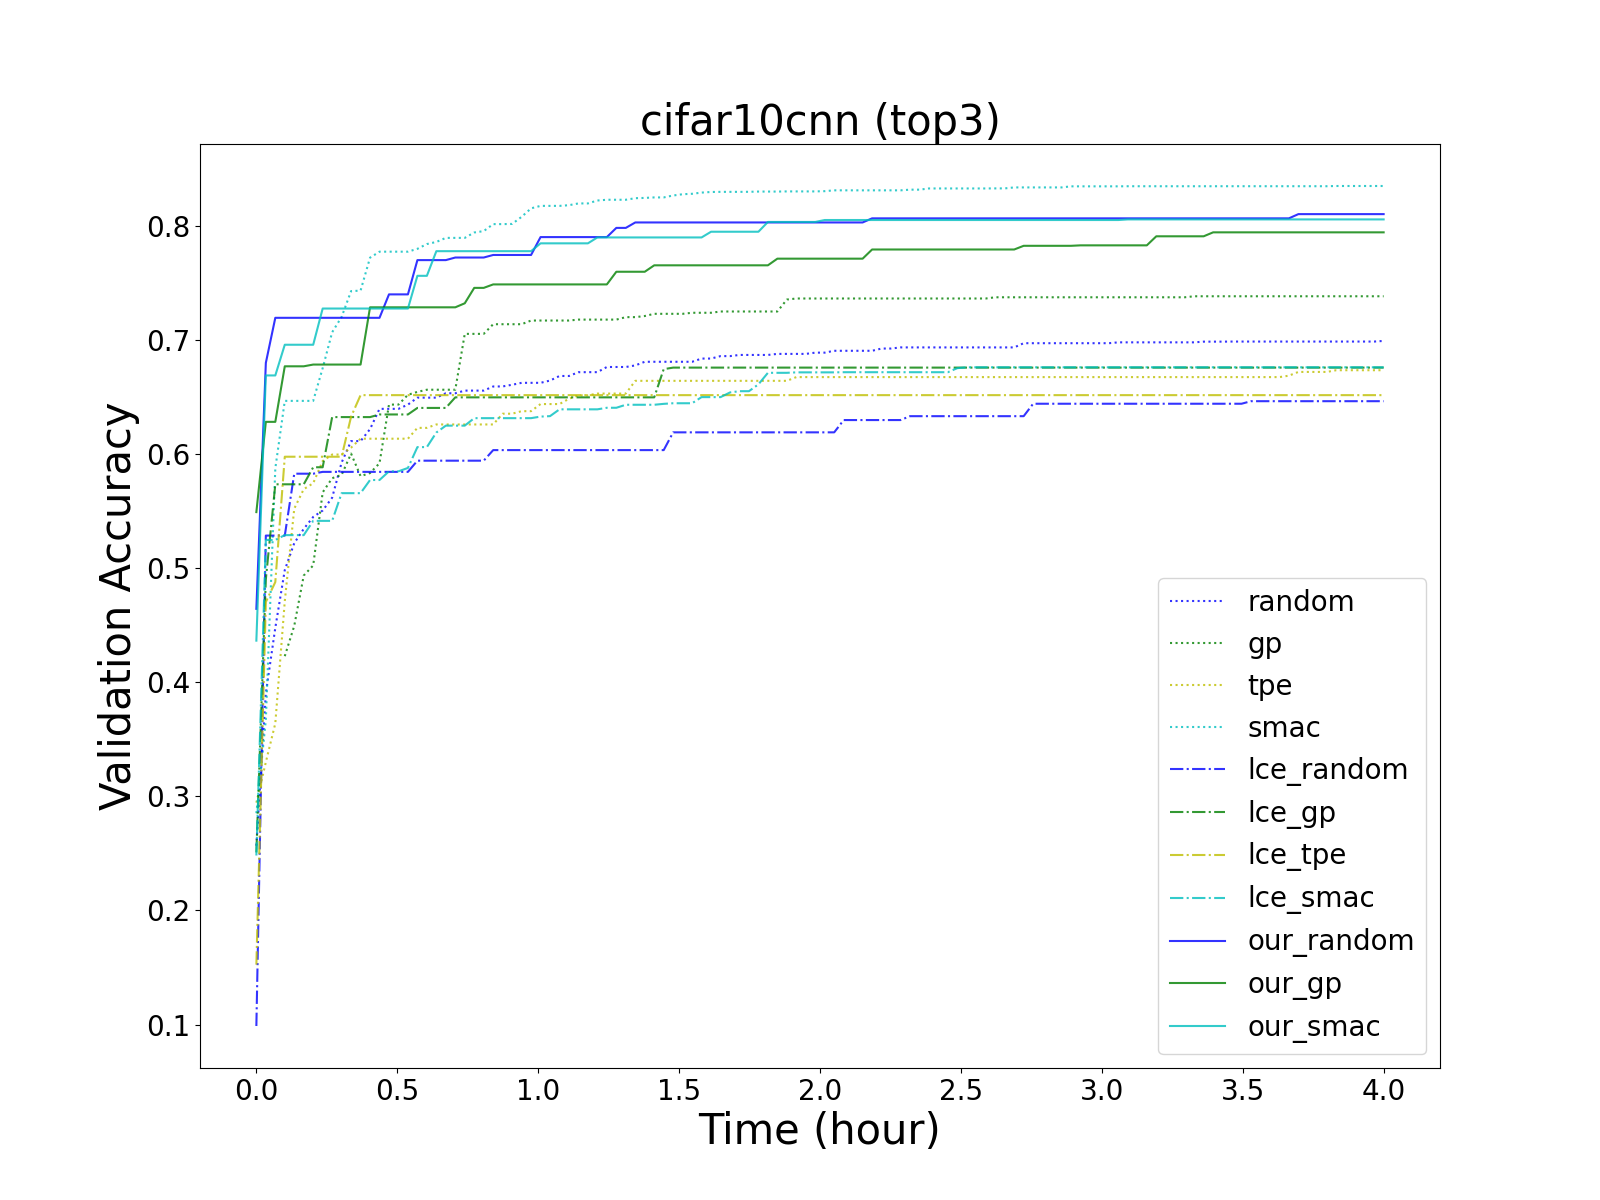 cifar10cnn (top3)
Validation Accuracy
0.8
0.7
0.6
0.5
0.4
0.3
0.2
0.1
0.0 0.5 1.0 1.5 2.0 2.5 3.0 3.5 4.0
Time (hour)
random
gp
tpe
smac
lce_random
lce_gp
lce_tpe
lce_smac
our_random
our_gp
our_smac